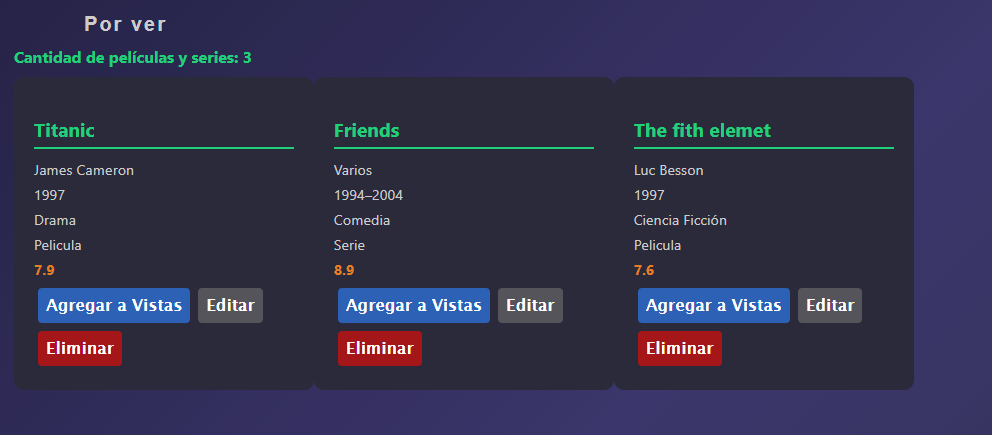 Por ver
Cantidad de películas y series: 3
Titanic
James Cameron
1997
Drama
Pelicula
7.9
Agregar a Vistas
Editar
Eliminar
Friends
Varios
1994–2004
Comedia
Serie
8.9
Agregar a Vistas
Editar
Eliminar
The fith elemet
Luc Besson
1997
Ciencia Ficción
Pelicula
7.6
Agregar a Vistas
Editar
Eliminar